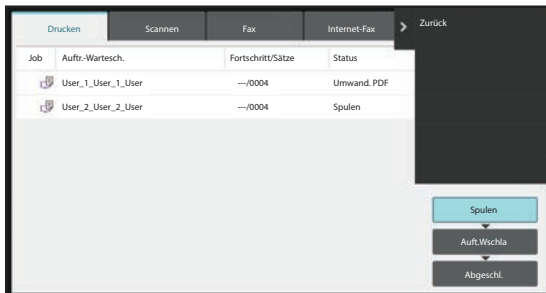 Drucken Scannen Fax Internet-Fax Zurück
Job Auftr.-Wartesch. Fortschritt/Sätze Status
User_1_User_1_User ---/0004 Umwand. PDF
User_2_User_2_User ---/0004 Spulen
Spulen
Auft.Wschla
Abgeschl.